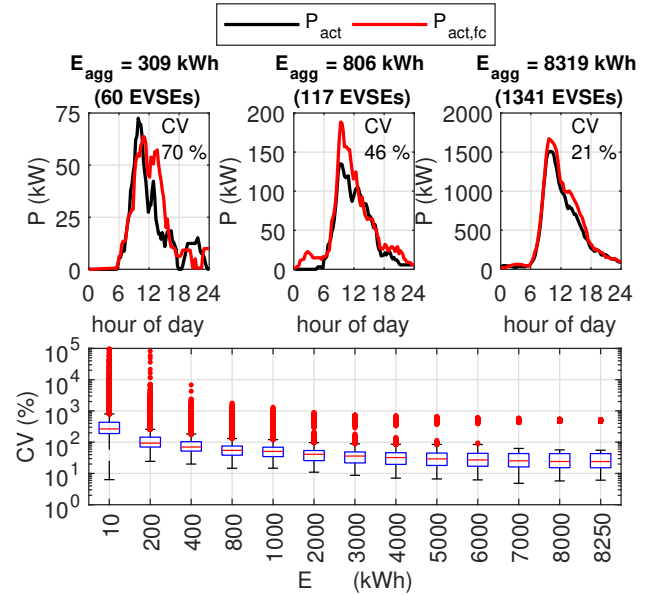 P_act P_act,fc
E_agg = 309 kWh
(60 EVSEs)
E_agg = 806 kWh
(117 EVSEs)
E_agg = 8319 kWh
(1341 EVSEs)
P (kW)
75
50
25
0
CV
70 %
0 6 12 18 24
hour of day
P (kW)
200
150
100
50
0
CV
46 %
0 6 12 18 24
hour of day
P (kW)
2000
1500
1000
500
0
CV
21 %
0 6 12 18 24
hour of day
CV (%)
10^5
10^4
10^3
10^2
10^1
10^0
10 200 400 800 1000 2000 3000 4000 5000 6000 7000 8000 8250
E (kWh)